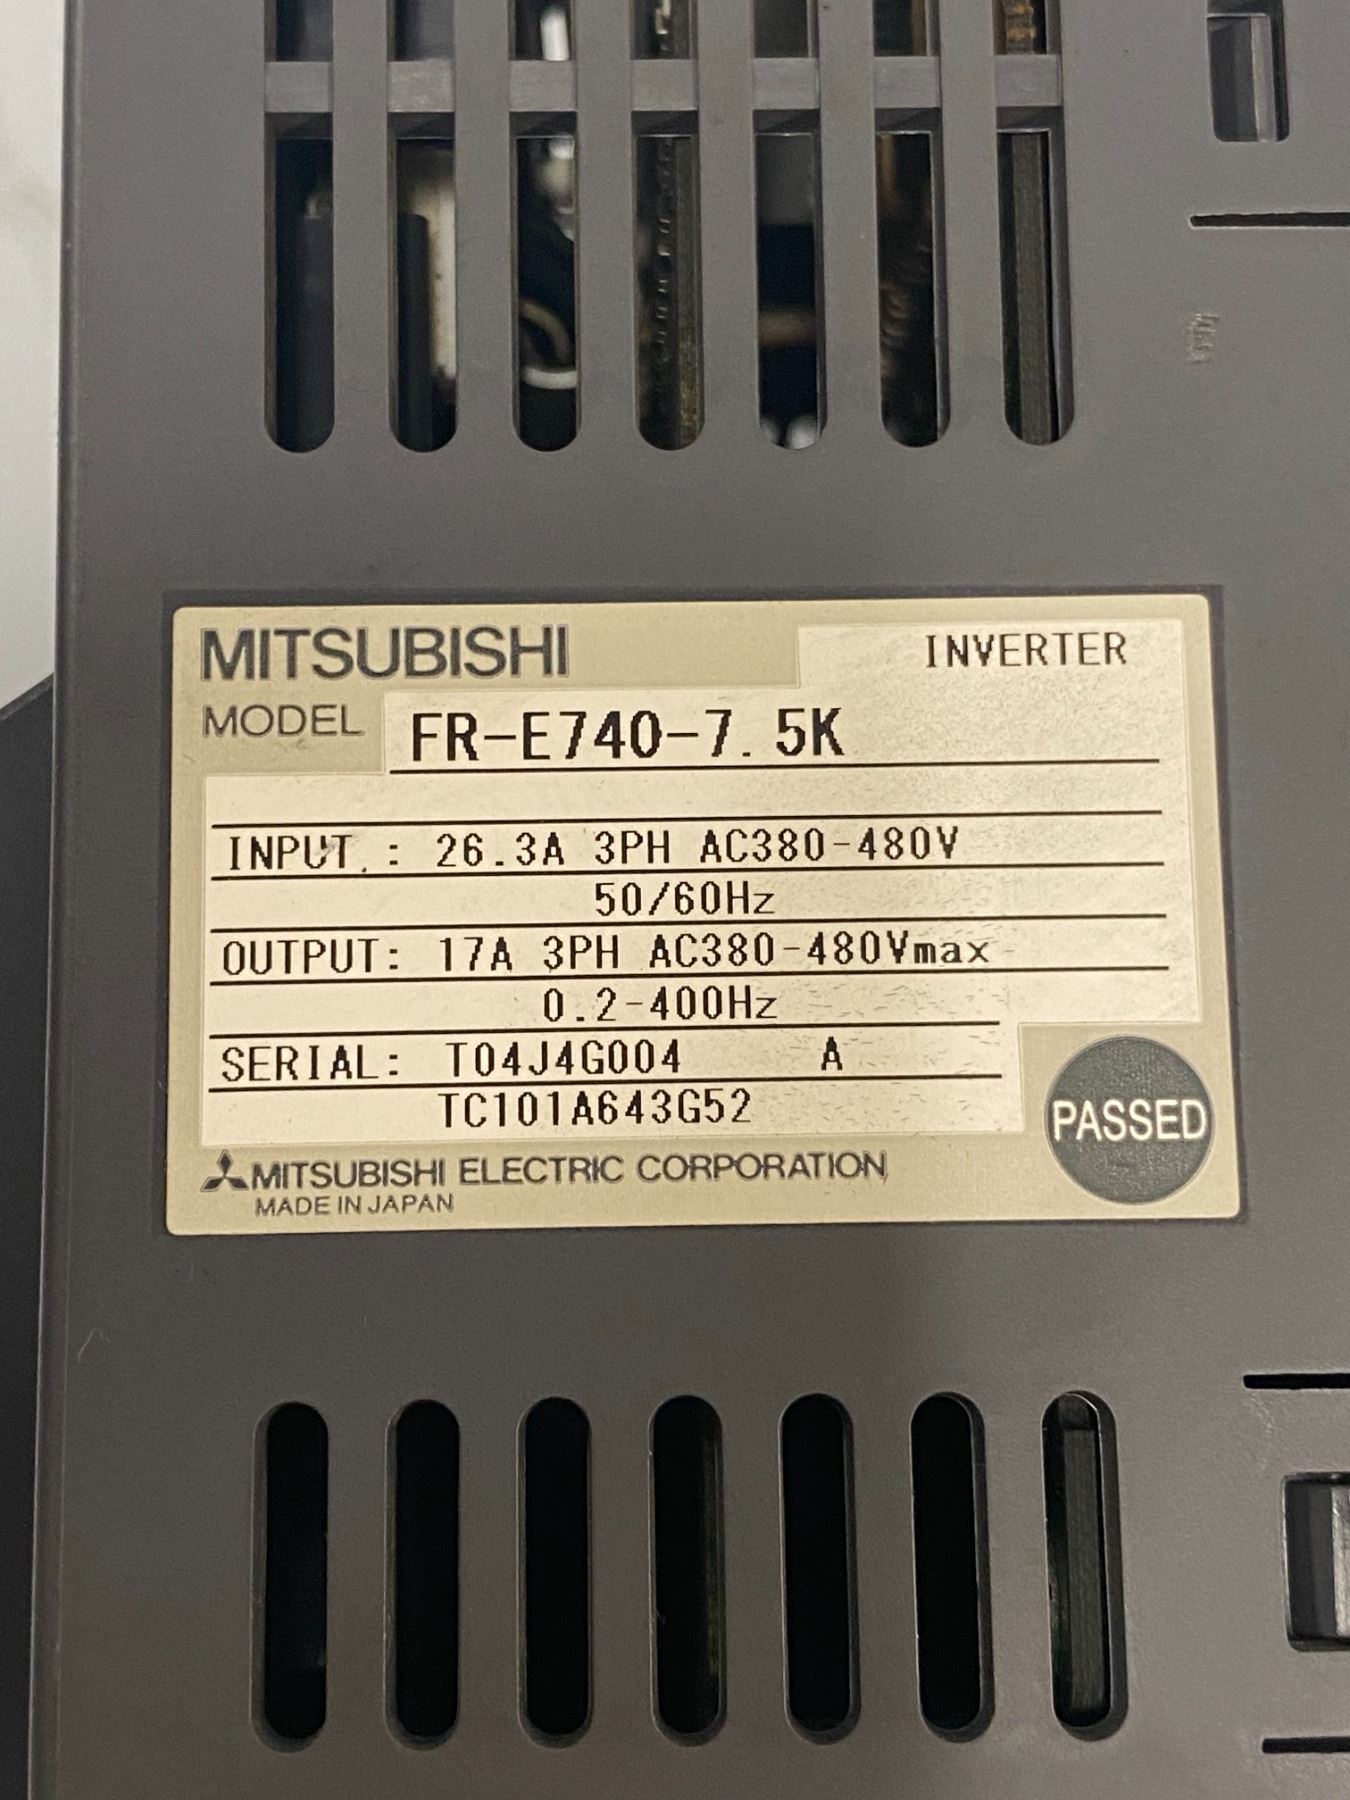 MITSUBISHI INVERTER
MODEL FR-E740-7.5K
INPUT : 26.3A 3PH AC380-480V
50/60Hz
OUTPUT: 17A 3PH AC380-480Vmax
0.2-400Hz
SERIAL: T04J4G004 A
TC101A643G52
PASSED
MITSUBISHI ELECTRIC CORPORATION
MADE IN JAPAN